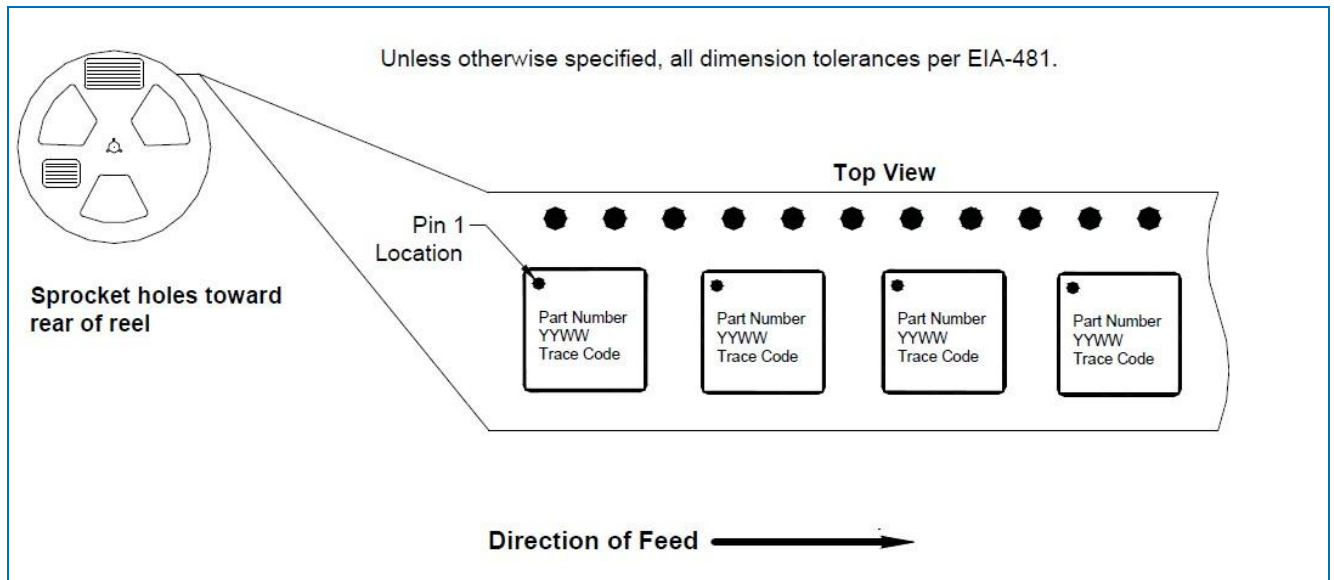 Unless otherwise specified, all dimension tolerances per EIA-481.
Top View
Pin 1
Location
Sprocket holes toward
rear of reel
Part Number
YYWW
Trace Code
Part Number
YYWW
Trace Code
Part Number
YYWW
Trace Code
Part Number
YYWW
Trace Code
Direction of Feed